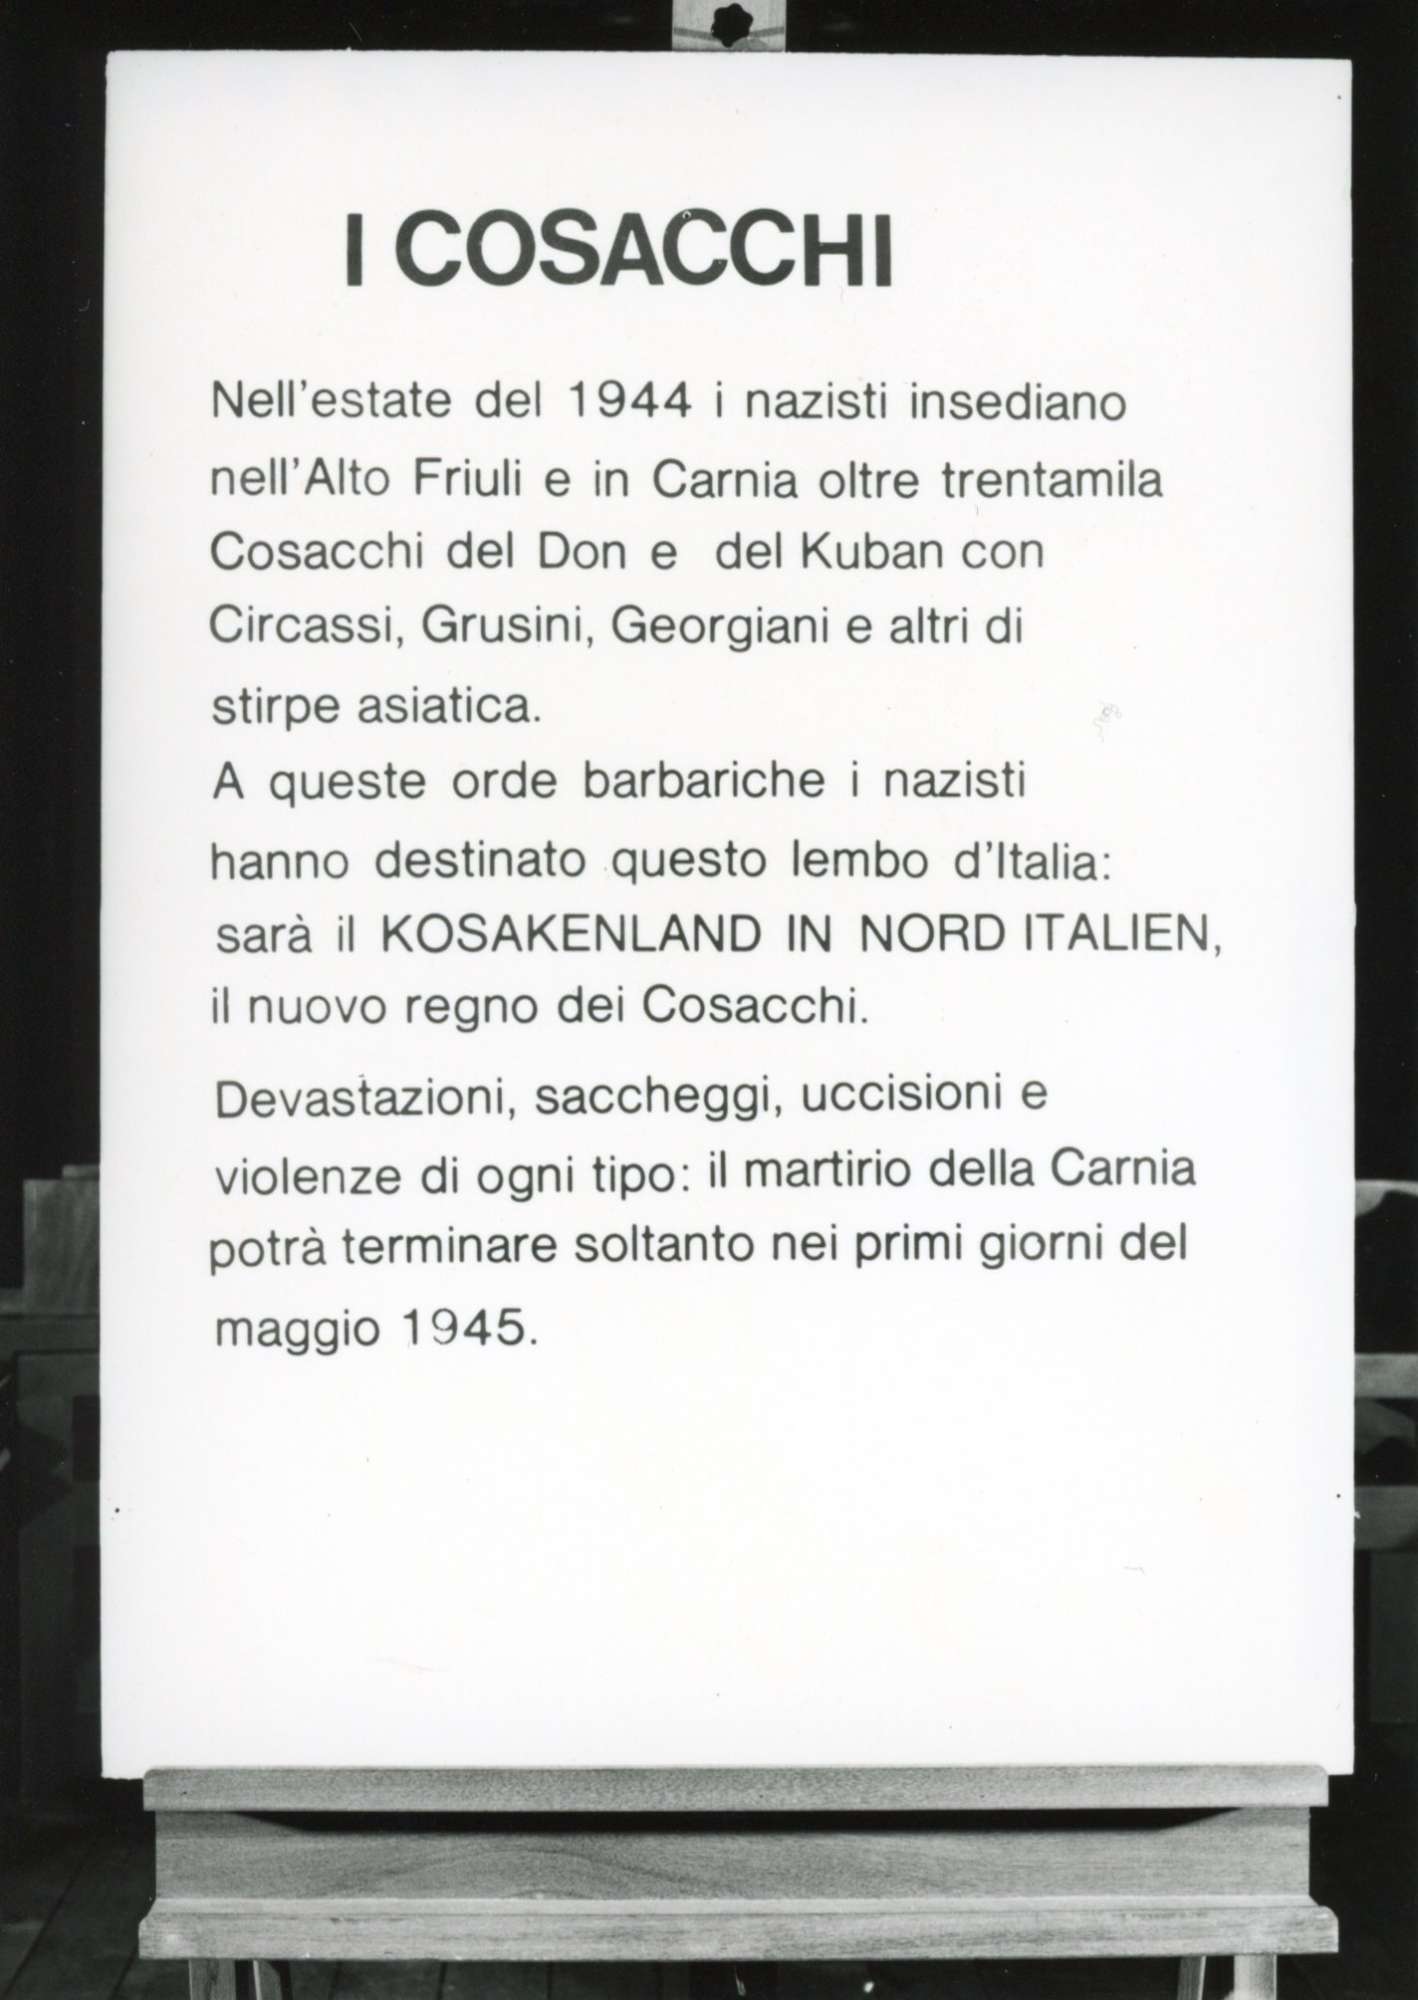 I COSACCHI
Nell'estate del 1944 i nazisti insediano
nell'Alto Friuli e in Carnia oltre trentamila
Cosacchi del Don e del Kuban con
Circassi, Grusini, Georgiani e altri di
stirpe asiatica.
A queste orde barbariche i nazisti
hanno destinato questo lembo d'Italia:
sarà il KOSAKENLAND IN NORD ITALIEN,
il nuovo regno dei Cosacchi.
Devastazioni, saccheggi, uccisioni e
violenze di ogni tipo: il martirio della Carnia
potrà terminare soltanto nei primi giorni del
maggio 1945.